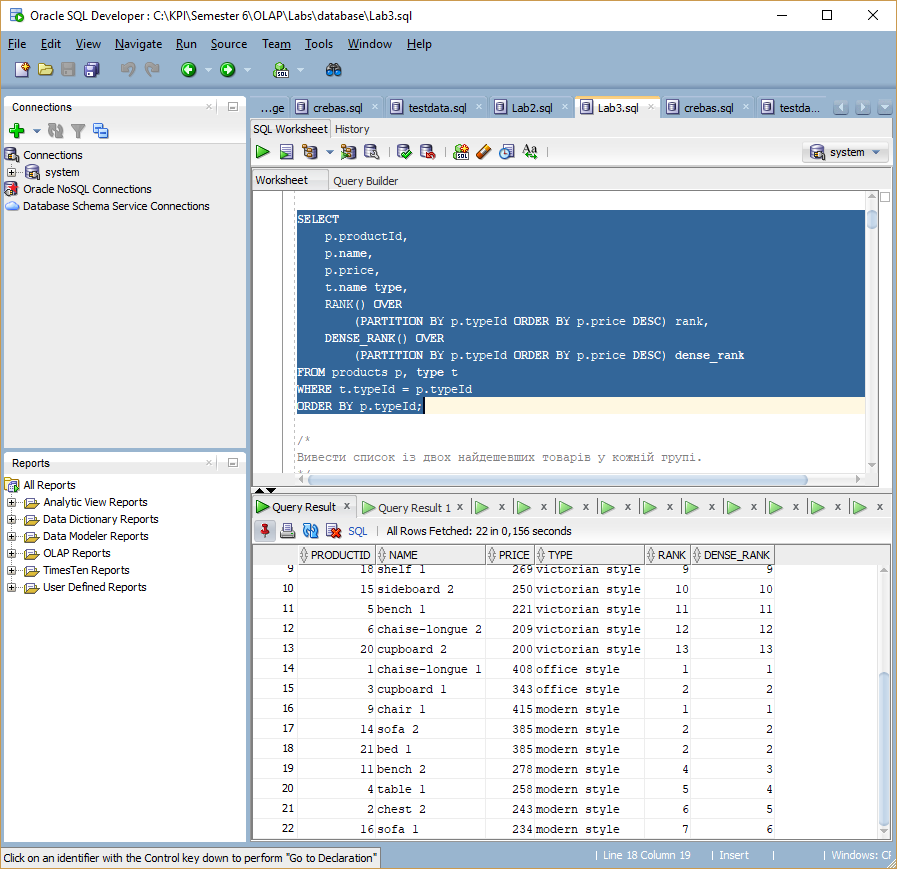 Oracle SQL Developer : C:\KPI\Semester 6\OLAP\Labs\database\Lab3.sql
File Edit View Navigate Run Source Team Tools Window Help
Connections
Connections
system
Oracle NoSQL Connections
Database Schema Service Connections
Reports
All Reports
Analytic View Reports
Data Dictionary Reports
Data Modeler Reports
OLAP Reports
TimesTen Reports
User Defined Reports
...ge crebas.sql testdata.sql Lab2.sql Lab3.sql crebas.sql testda...
SQL Worksheet History
system
Worksheet Query Builder
SELECT
p.productId,
p.name,
p.price,
t.name type,
RANK() OVER
(PARTITION BY p.typeId ORDER BY p.price DESC) rank,
DENSE_RANK() OVER
(PARTITION BY p.typeId ORDER BY p.price DESC) dense_rank
FROM products p, type t
WHERE t.typeId = p.typeId
ORDER BY p.typeId;
/*
Вивести список із двох найдешевших товарів у кожній групі.
Query Result Query Result 1
SQL All Rows Fetched: 22 in 0,156 seconds
PRODUCTID NAME PRICE TYPE RANK DENSE_RANK
9 18 shelf 1 269 victorian style 9 9
10 15 sideboard 2 250 victorian style 10 10
11 5 bench 1 221 victorian style 11 11
12 6 chaise-longue 2 209 victorian style 12 12
13 20 cupboard 2 200 victorian style 13 13
14 1 chaise-longue 1 408 office style 1 1
15 3 cupboard 1 343 office style 2 2
16 9 chair 1 415 modern style 1 1
17 14 sofa 2 385 modern style 2 2
18 21 bed 1 385 modern style 2 2
19 11 bench 2 278 modern style 4 3
20 4 table 1 258 modern style 5 4
21 2 chest 2 243 modern style 6 5
22 16 sofa 1 234 modern style 7 6
Click on an identifier with the Control key down to perform "Go to Declaration"
Line 18 Column 19 Insert Windows: CR